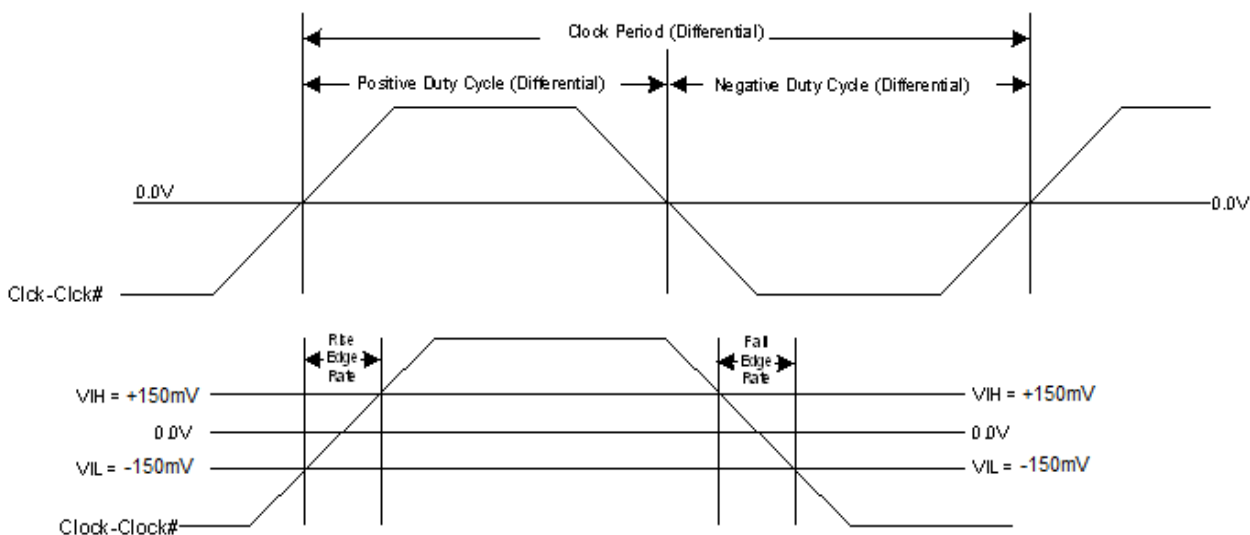 Clock Period (Differential)
Positive Duty Cycle (Differential)
Negative Duty Cycle (Differential)
0.0V
0.0V
Clck-Clck#
Rise
Edge
Rate
Fall
Edge
Rate
VIH = +150mV
VIH = +150mV
0.0V
0.0V
VIL = -150mV
VIL = -150mV
Clock-Clock#